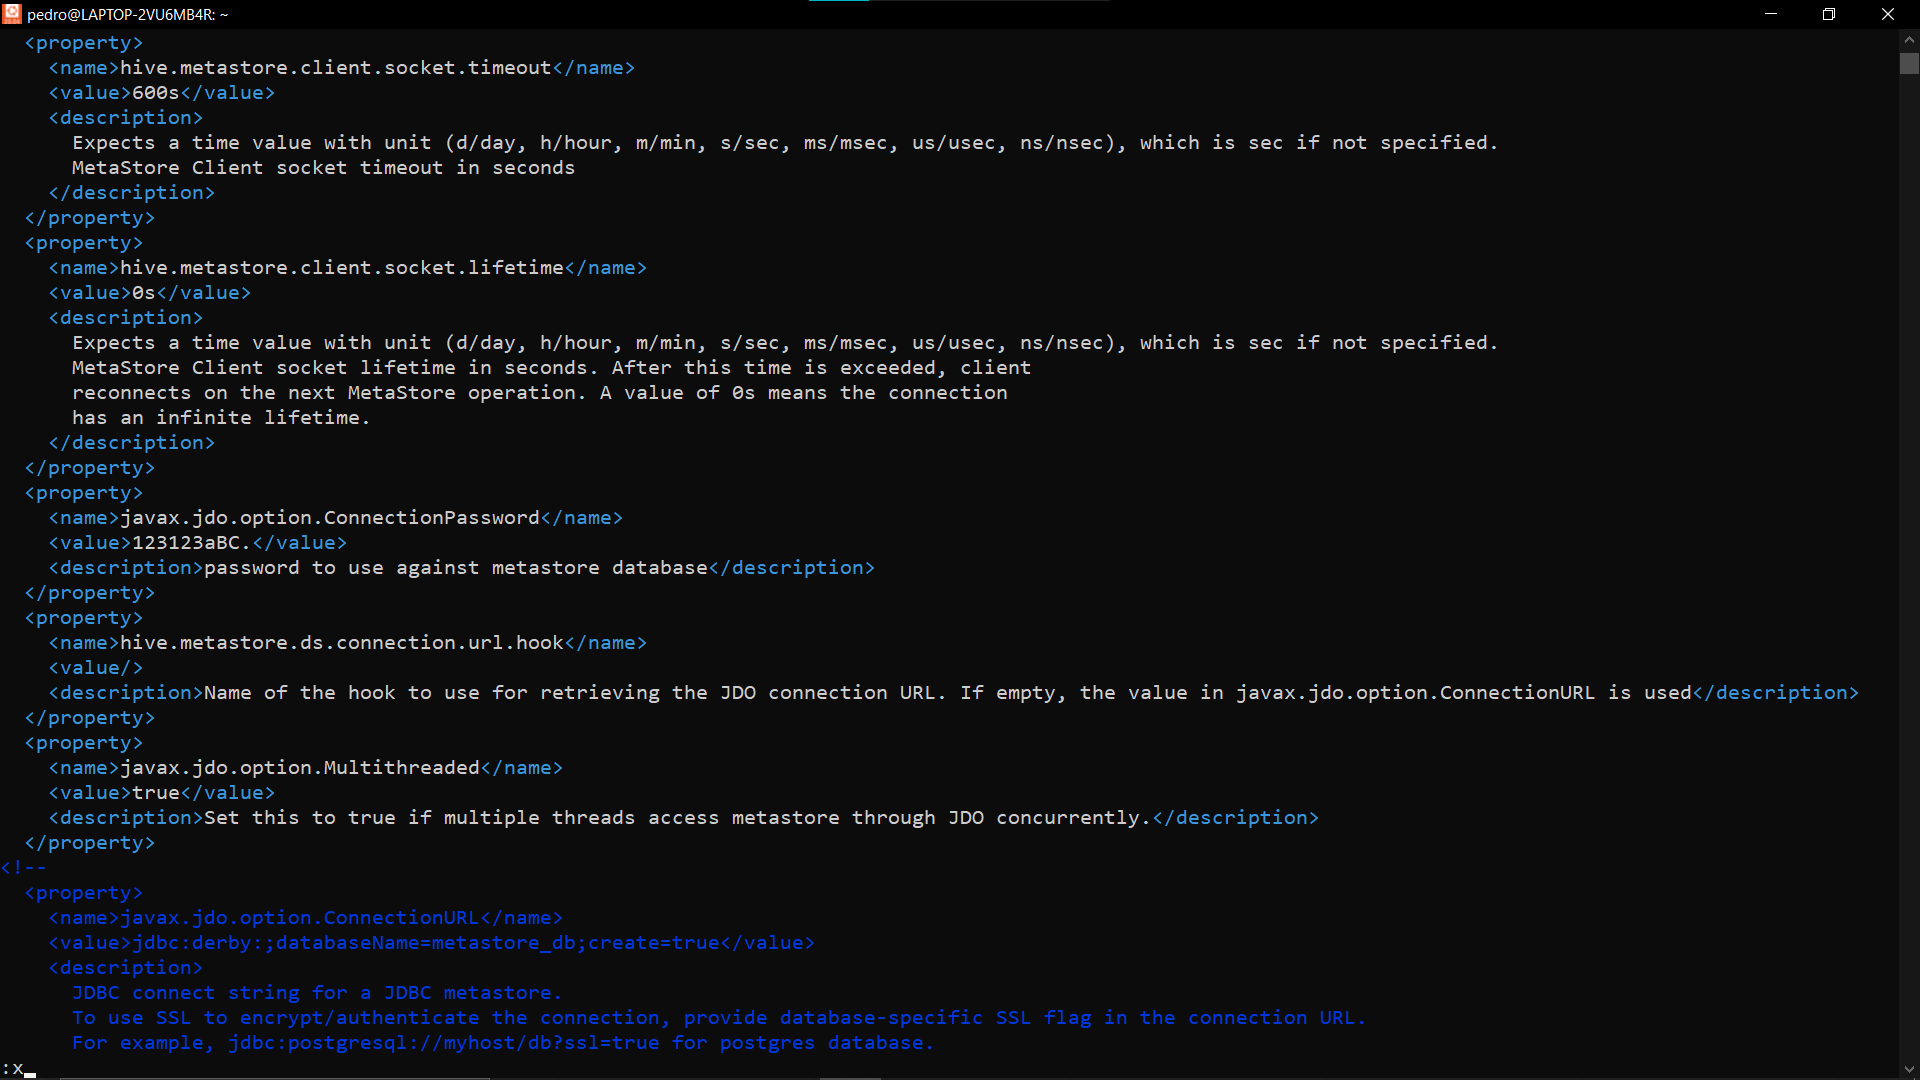 pedro@LAPTOP-2VU6MB4R: ~
  <property>
    <name>hive.metastore.client.socket.timeout</name>
    <value>600s</value>
    <description>
      Expects a time value with unit (d/day, h/hour, m/min, s/sec, ms/msec, us/usec, ns/nsec), which is sec if not specified.
      MetaStore Client socket timeout in seconds
    </description>
  </property>
  <property>
    <name>hive.metastore.client.socket.lifetime</name>
    <value>0s</value>
    <description>
      Expects a time value with unit (d/day, h/hour, m/min, s/sec, ms/msec, us/usec, ns/nsec), which is sec if not specified.
      MetaStore Client socket lifetime in seconds. After this time is exceeded, client
      reconnects on the next MetaStore operation. A value of 0s means the connection
      has an infinite lifetime.
    </description>
  </property>
  <property>
    <name>javax.jdo.option.ConnectionPassword</name>
    <value>123123aBC.</value>
    <description>password to use against metastore database</description>
  </property>
  <property>
    <name>hive.metastore.ds.connection.url.hook</name>
    <value/>
    <description>Name of the hook to use for retrieving the JDO connection URL. If empty, the value in javax.jdo.option.ConnectionURL is used</description>
  </property>
  <property>
    <name>javax.jdo.option.Multithreaded</name>
    <value>true</value>
    <description>Set this to true if multiple threads access metastore through JDO concurrently.</description>
  </property>
<!--
  <property>
    <name>javax.jdo.option.ConnectionURL</name>
    <value>jdbc:derby:;databaseName=metastore_db;create=true</value>
    <description>
      JDBC connect string for a JDBC metastore.
      To use SSL to encrypt/authenticate the connection, provide database-specific SSL flag in the connection URL.
      For example, jdbc:postgresql://myhost/db?ssl=true for postgres database.
:x